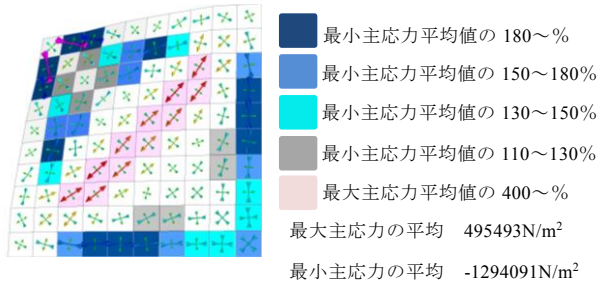 最小主応力平均値の 180～%
最小主応力平均値の 150～180%
最小主応力平均値の 130～150%
最小主応力平均値の 110～130%
最大主応力平均値の 400～%
最大主応力の平均 495493N/m²
最小主応力の平均 -1294091N/m²